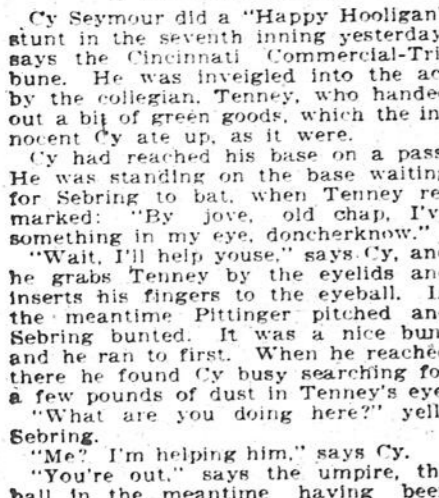 Cy Seymour did a "Happy Hooligan
stunt in the seventh inning yesterday
says the Cincinnati Commercial-Tri
bune. He was inveigled into the ac
by the collegian, Tenney, who hande
out a bit of green goods, which the in
nocent Cy ate up, as it were.
Cy had reached his base on a pass
He was standing on the base waiting
for Sebring to bat, when Tenney re
marked: "By jove, old chap, I'v
something in my eye, doncherknow."
"Wait, I'll help youse," says Cy, an
he grabs Tenney by the eyelids an
inserts his fingers to the eyeball. I
the meantime Pittinger pitched an
Sebring bunted. It was a nice bun
and he ran to first. When he reache
there he found Cy busy searching fo
a few pounds of dust in Tenney's eye
"What are you doing here?" yell
Sebring.
"Me? I'm helping him," says Cy.
"You're out," says the umpire, th
ball in the meantime having bee